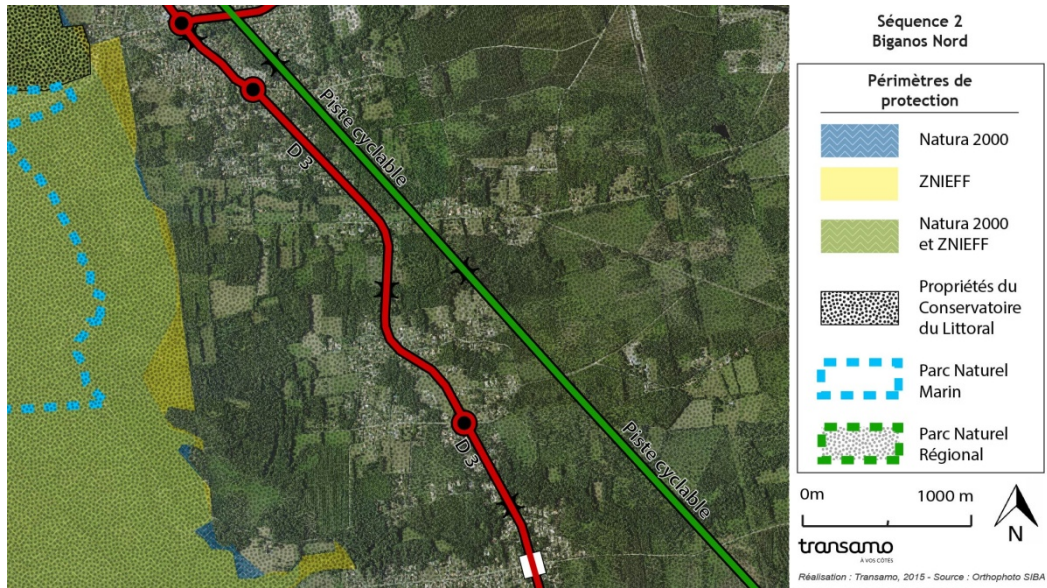 Séquence 2
Biganos Nord
Périmètres de
protection
Natura 2000
ZNIEFF
Natura 2000
et ZNIEFF
Propriétés du
Conservatoire
du Littoral
Parc Naturel
Marin
Parc Naturel
Régional
0m 1000 m
N
transamo
A VOS CÔTÉS
Réalisation : Transamo, 2015 - Source : Orthophoto SIBA
Piste cyclable
D 3
Piste cyclable
D 3